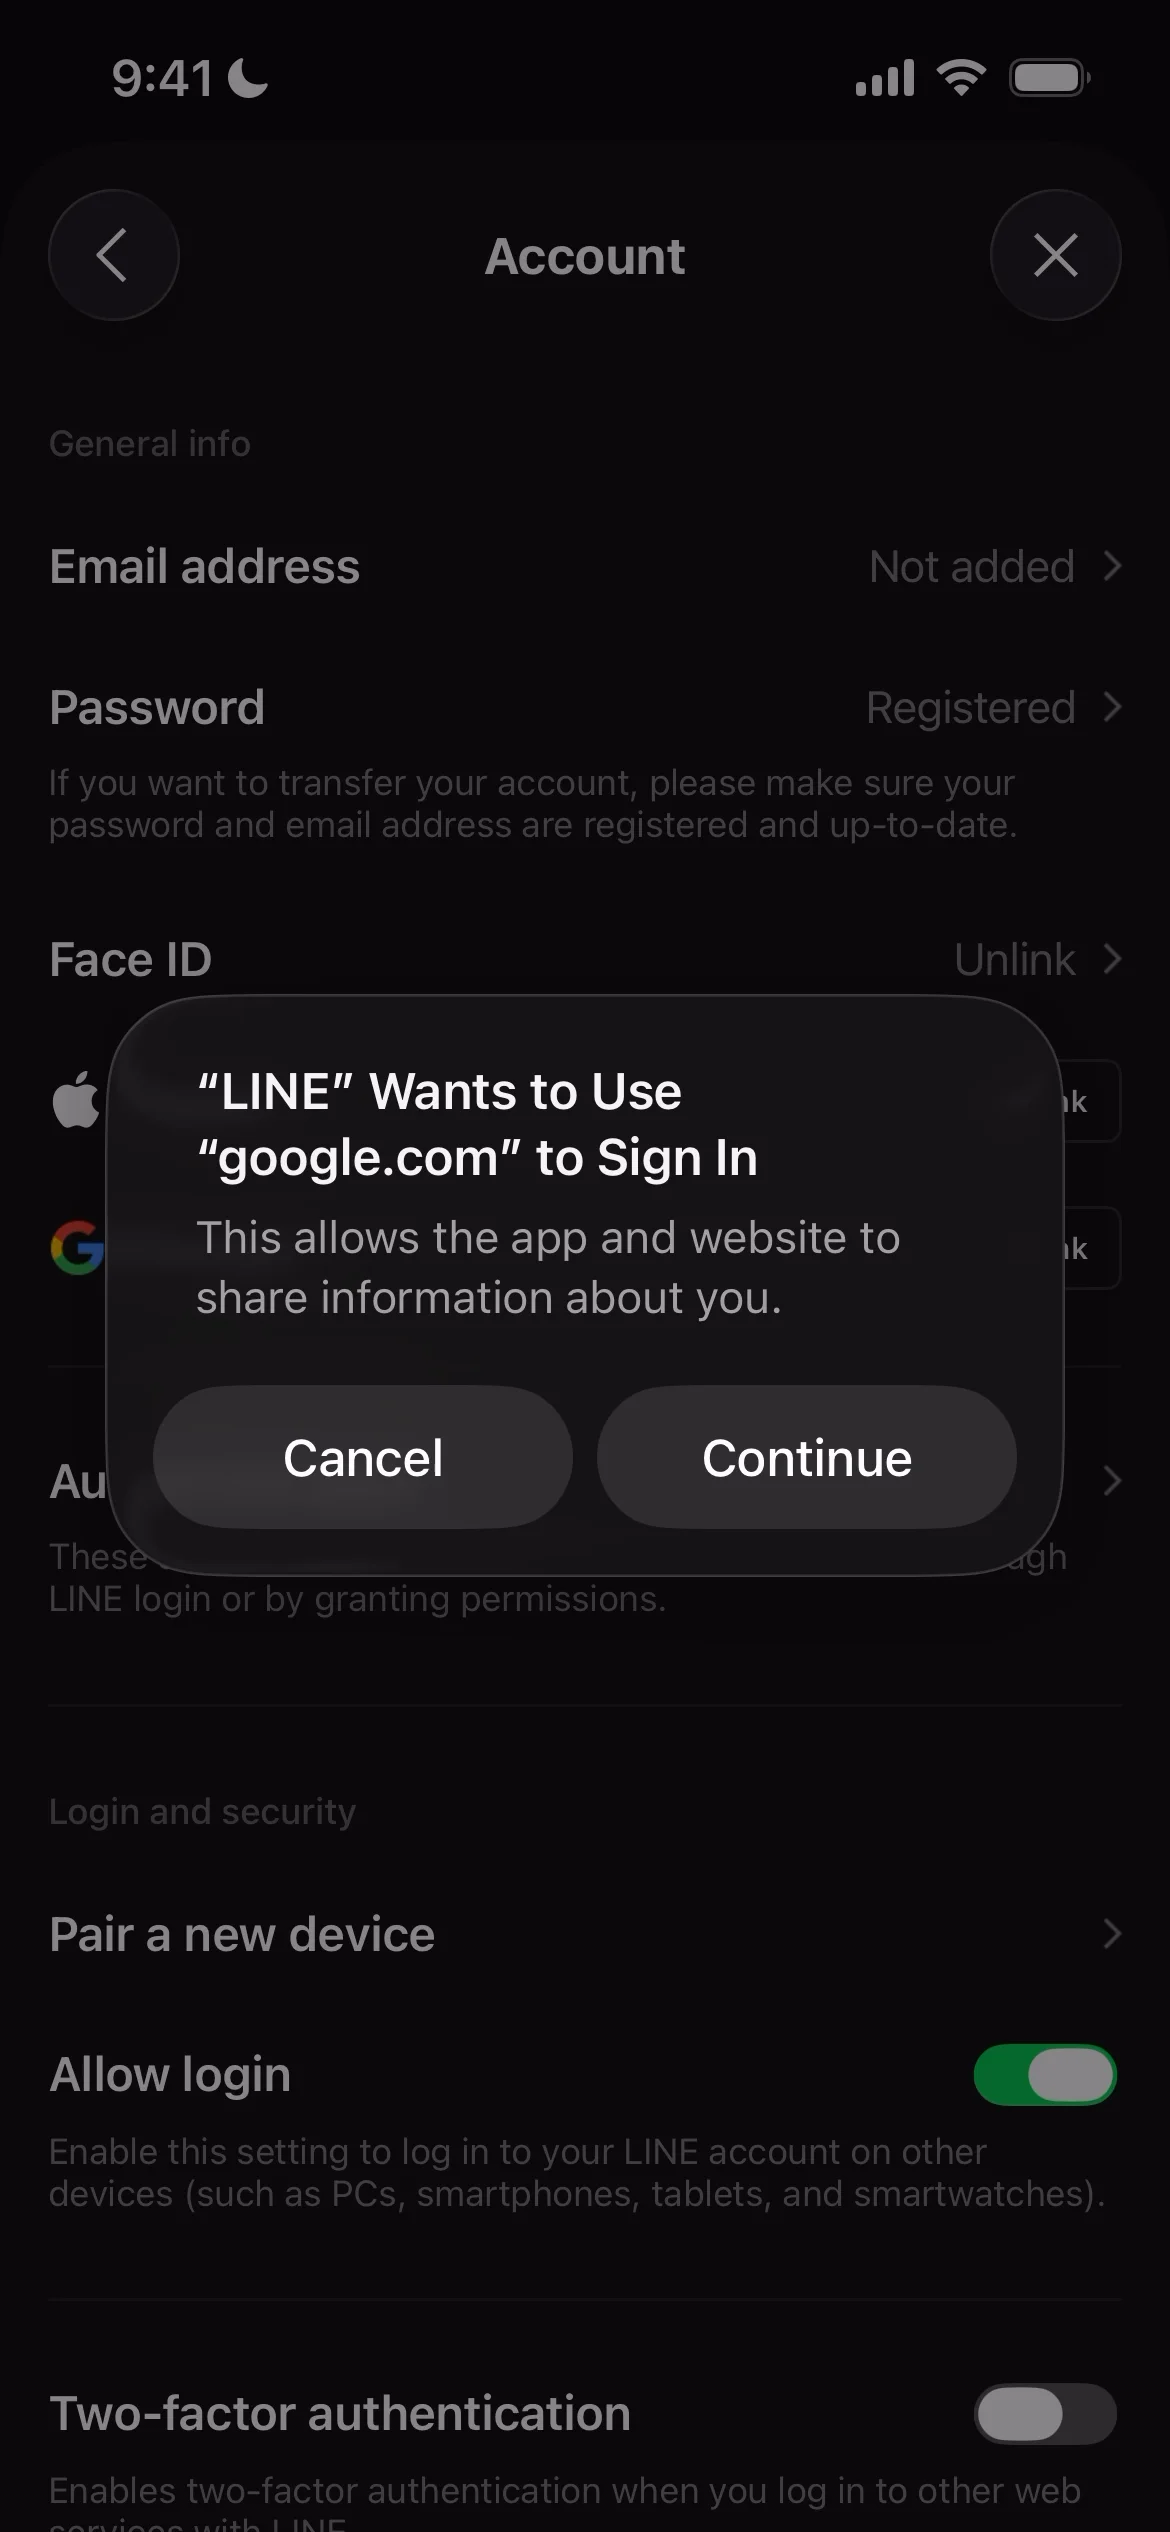 9:41
Account
General info
Email address Not added
Password Registered
If you want to transfer your account, please make sure your
password and email address are registered and up-to-date.
Face ID Unlink
“LINE” Wants to Use
“google.com” to Sign In
This allows the app and website to
share information about you.
Cancel Continue
These
LINE login or by granting permissions.
Login and security
Pair a new device
Allow login
Enable this setting to log in to your LINE account on other
devices (such as PCs, smartphones, tablets, and smartwatches).
Two-factor authentication
Enables two-factor authentication when you log in to other web
services with LINE